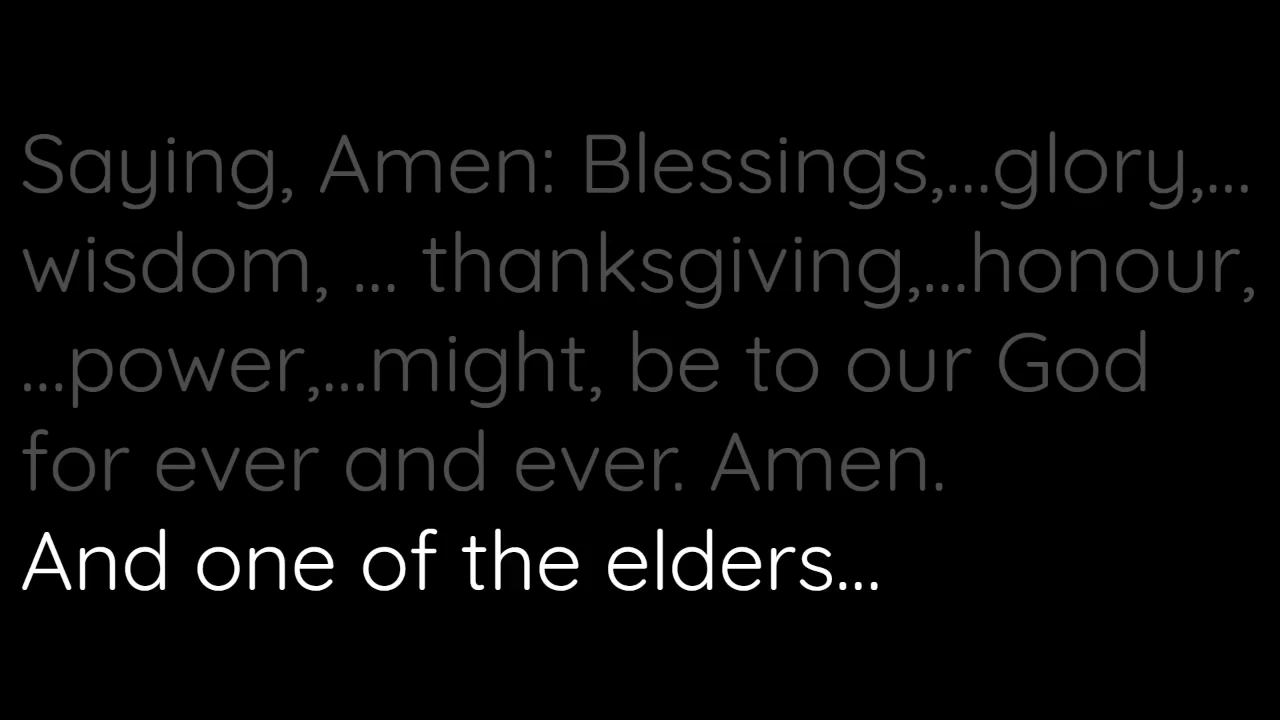 Saying, Amen: Blessings,...glory,...
wisdom, ... thanksgiving,...honour,
...power,...might, be to our God
for ever and ever. Amen.
And one of the elders...